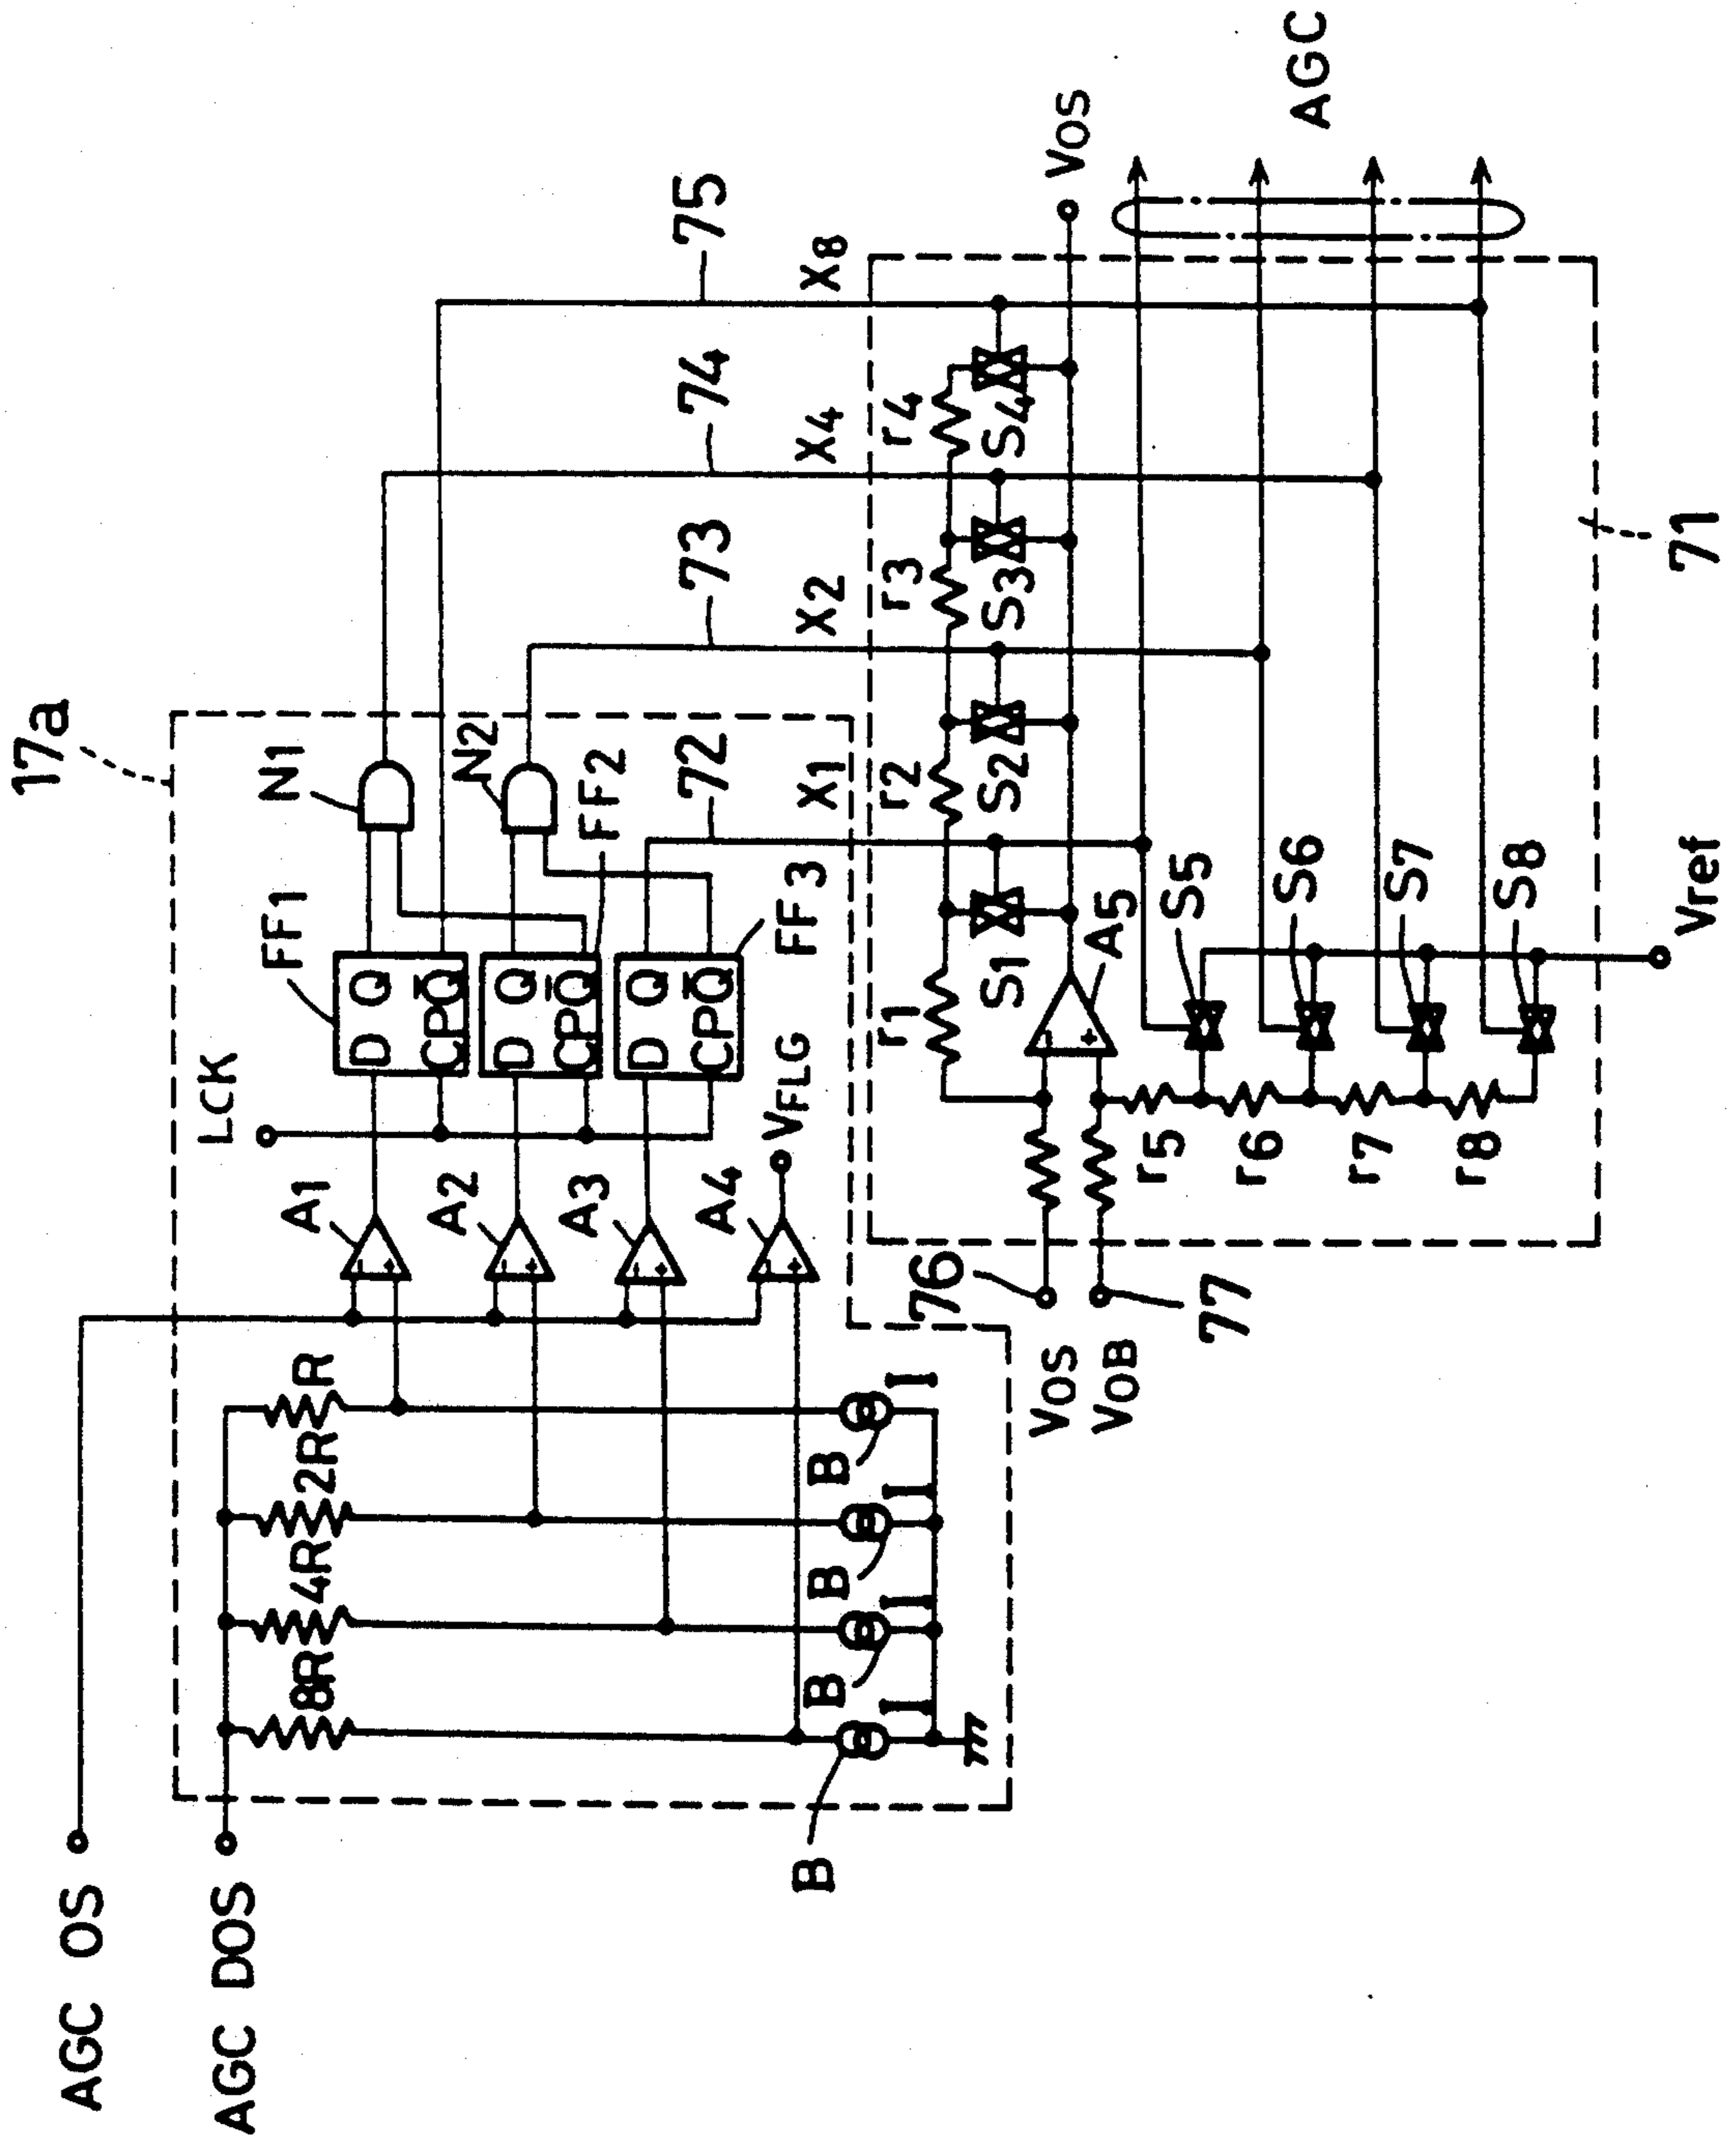 17a
AGC OS
AGC DOS
8R
4R
2R
R
B
B
B
B
I
I
I
I
A1
A2
A3
A4
LCK
VFLG
FF1
FF2
FF3
D Q
CP Q̅
D Q
CP Q̅
D Q
CP Q̅
N1
N2
72
73
74
75
X1
X2
X4
X8
76
77
VOS
VOB
r1
r2
r3
r4
S1
S2
S3
S4
A5
- +
VOS
r5
r6
r7
r8
S5
S6
S7
S8
Vref
71
AGC